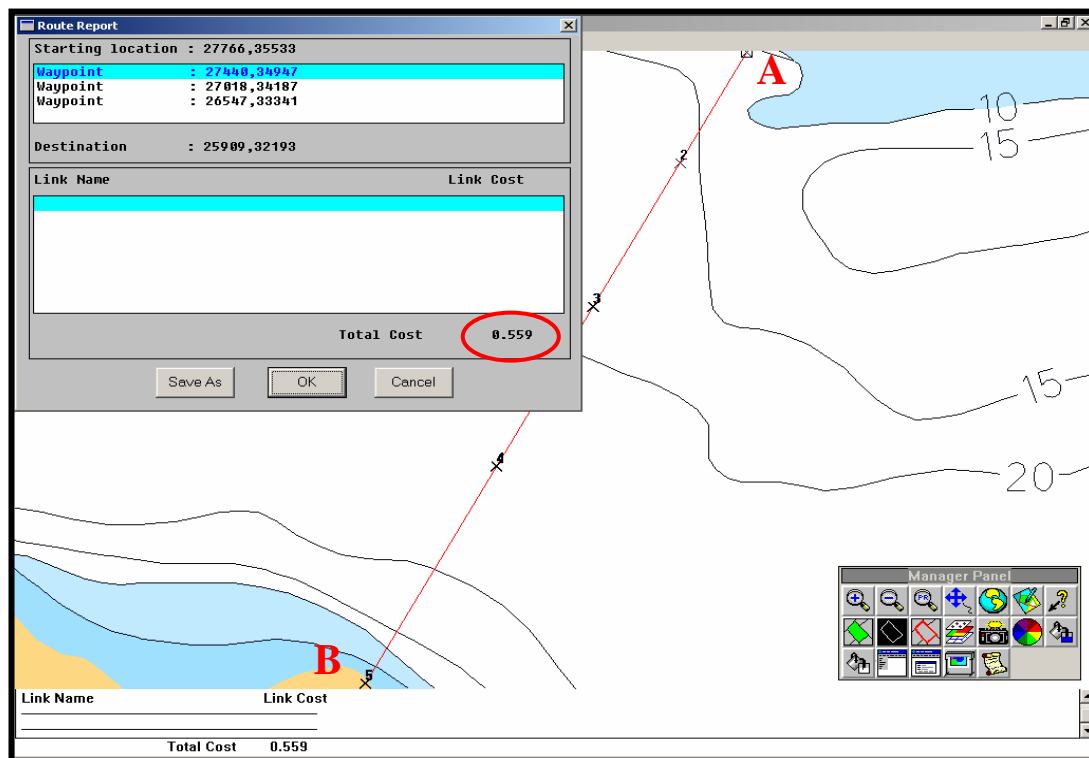 Route Report
Starting location : 27766,35533
Waypoint : 27440,34947
Waypoint : 27018,34187
Waypoint : 26547,33341
Destination : 25909,32193
Link Name Link Cost
Total Cost 0.559
Save As OK Cancel
A
10
15
2
3
15
4
20
Manager Panel
PR
B
5
Link Name Link Cost
Total Cost 0.559